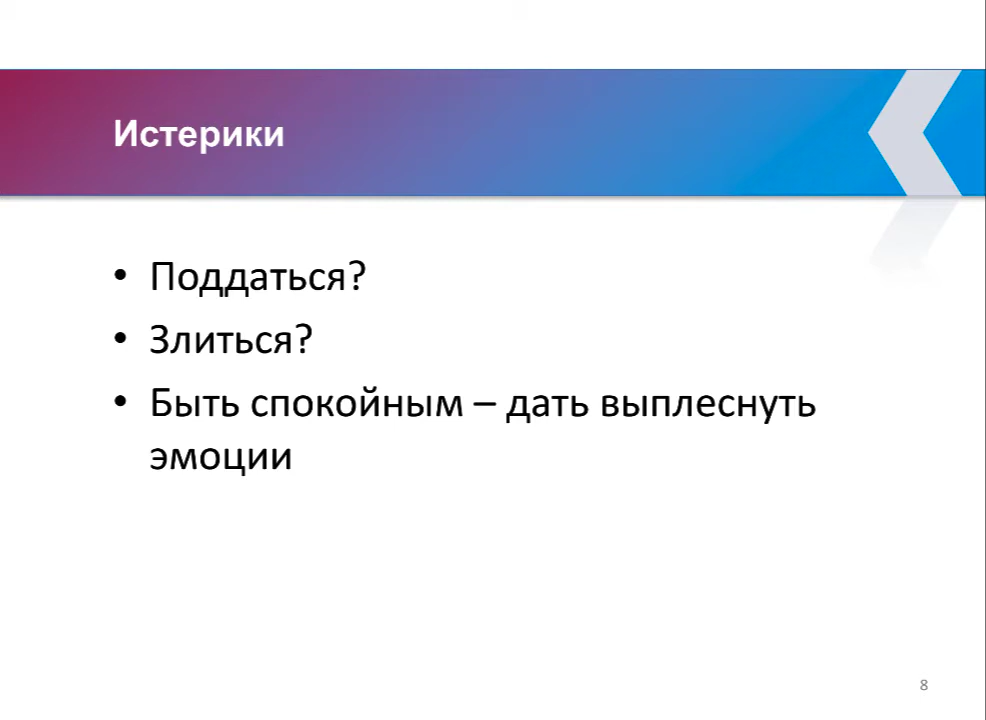 Истерики
• Поддаться?
• Злиться?
• Быть спокойным – дать выплеснуть
эмоции
8